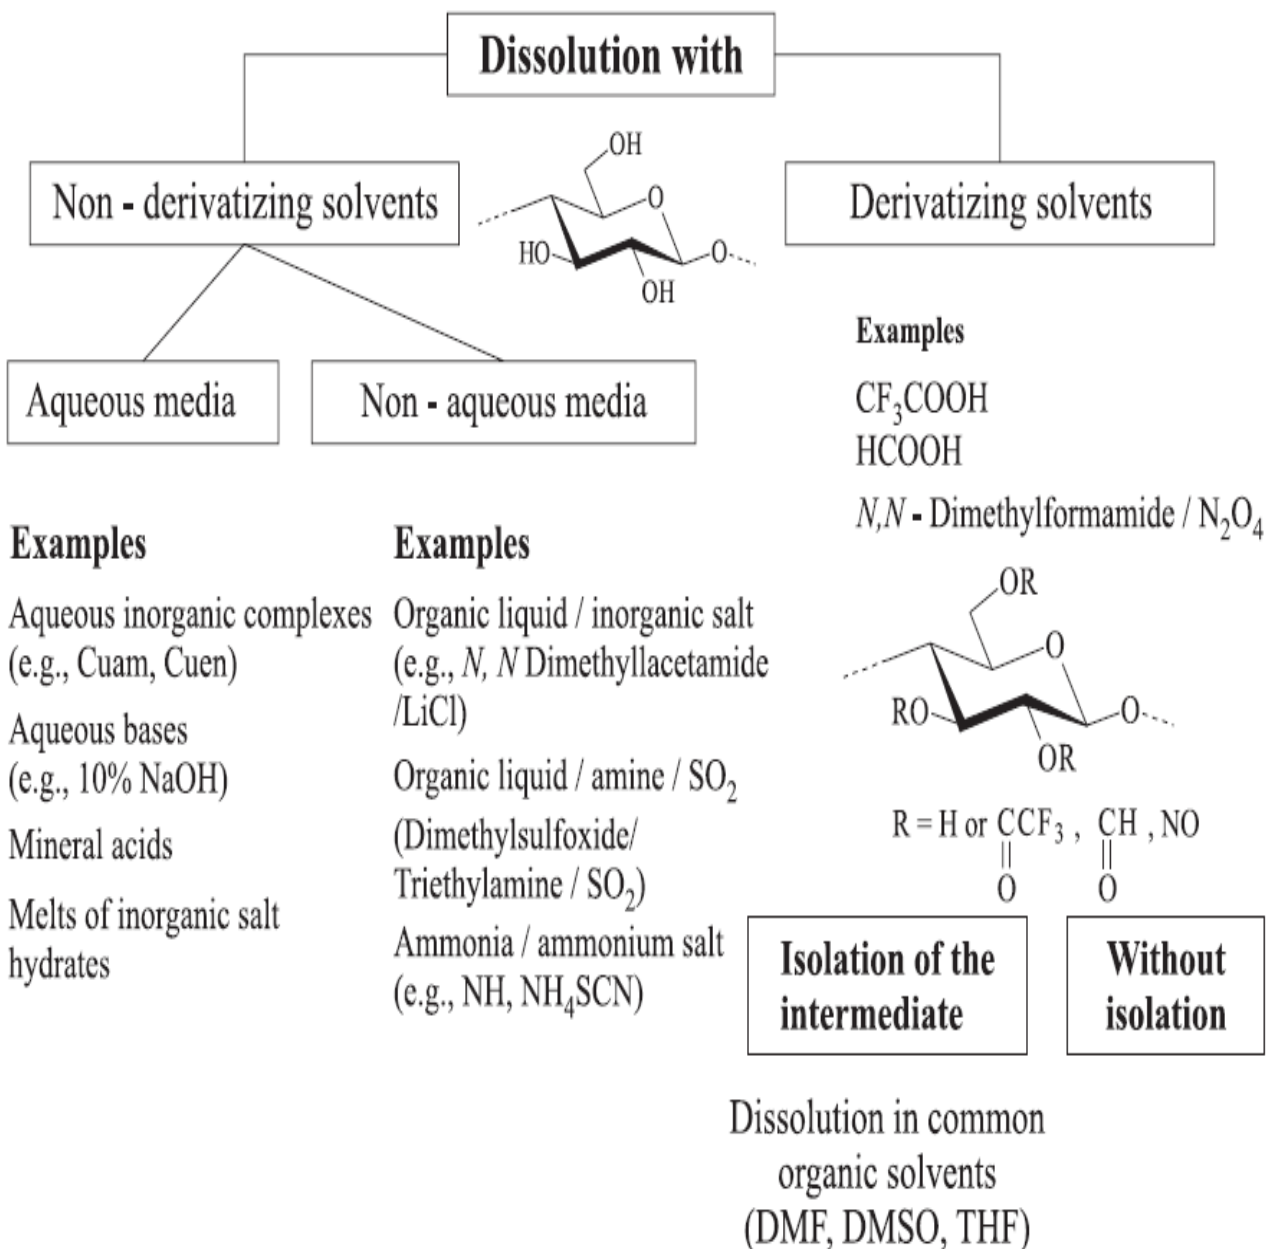 Dissolution with
Non - derivatizing solvents
Derivatizing solvents
OH
O
HO
O
OH
Aqueous media
Non - aqueous media
Examples
Aqueous inorganic complexes
(e.g., Cuam, Cuen)
Aqueous bases
(e.g., 10% NaOH)
Mineral acids
Melts of inorganic salt
hydrates
Examples
Organic liquid / inorganic salt
(e.g., N, N Dimethyllacetamide
/LiCl)
Organic liquid / amine / SO₂
(Dimethylsulfoxide/
Triethylamine / SO₂)
Ammonia / ammonium salt
(e.g., NH, NH₄SCN)
Examples
CF₃COOH
HCOOH
N,N - Dimethylformamide / N₂O₄
OR
O
RO
O
OR
R = H or CCF₃ , CH , NO
O O
Isolation of the
intermediate
Without
isolation
Dissolution in common
organic solvents
(DMF, DMSO, THF)